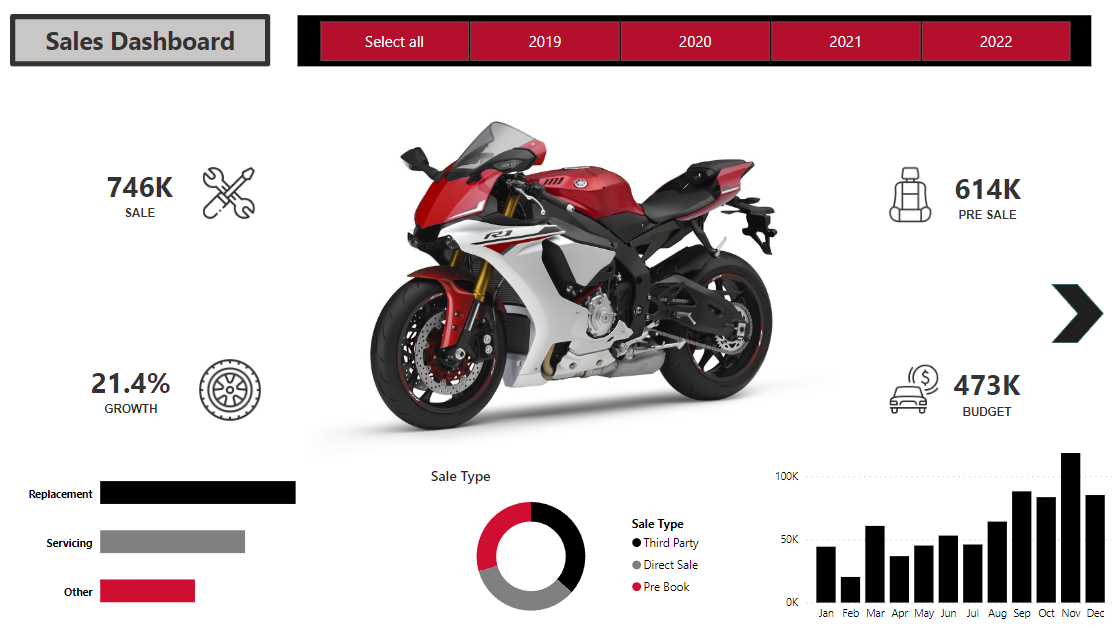 Sales Dashboard
Select all 2019 2020 2021 2022
746K
SALE
614K
PRE SALE
R1
21.4%
GROWTH
473K
BUDGET
$
Replacement
Servicing
Other
Sale Type
Sale Type
Third Party
Direct Sale
Pre Book
100K
50K
0K
Jan Feb Mar Apr May Jun Jul Aug Sep Oct Nov Dec